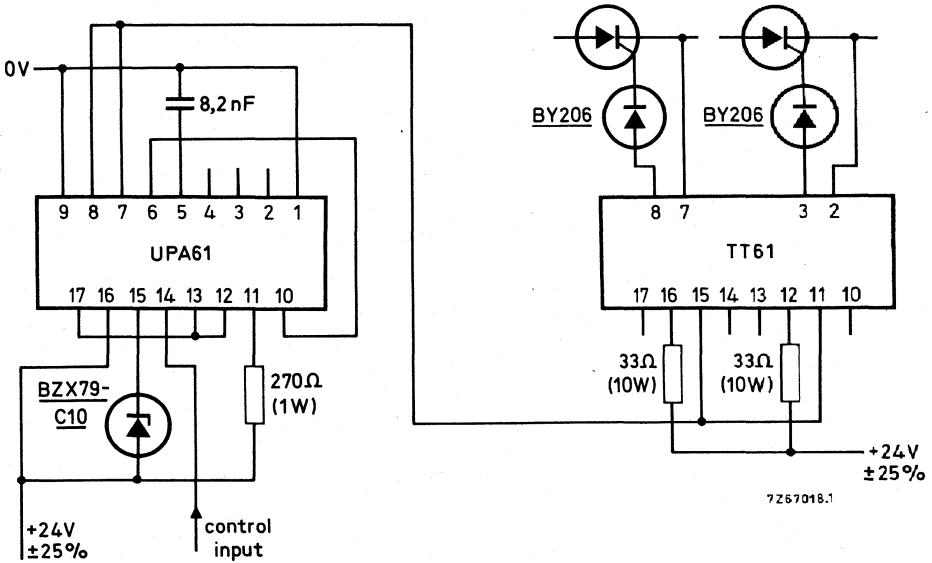 0V
8,2 nF
9 8 7 6 5 4 3 2 1
UPA61
17 16 15 14 13 12 11 10
BZX79-
C10
270Ω
(1W)
+24V
±25%
control
input
BY206
BY206
8 7 3 2
TT61
17 16 15 14 13 12 11 10
33Ω
(10W)
33Ω
(10W)
+24V
±25%
7Z67018.1